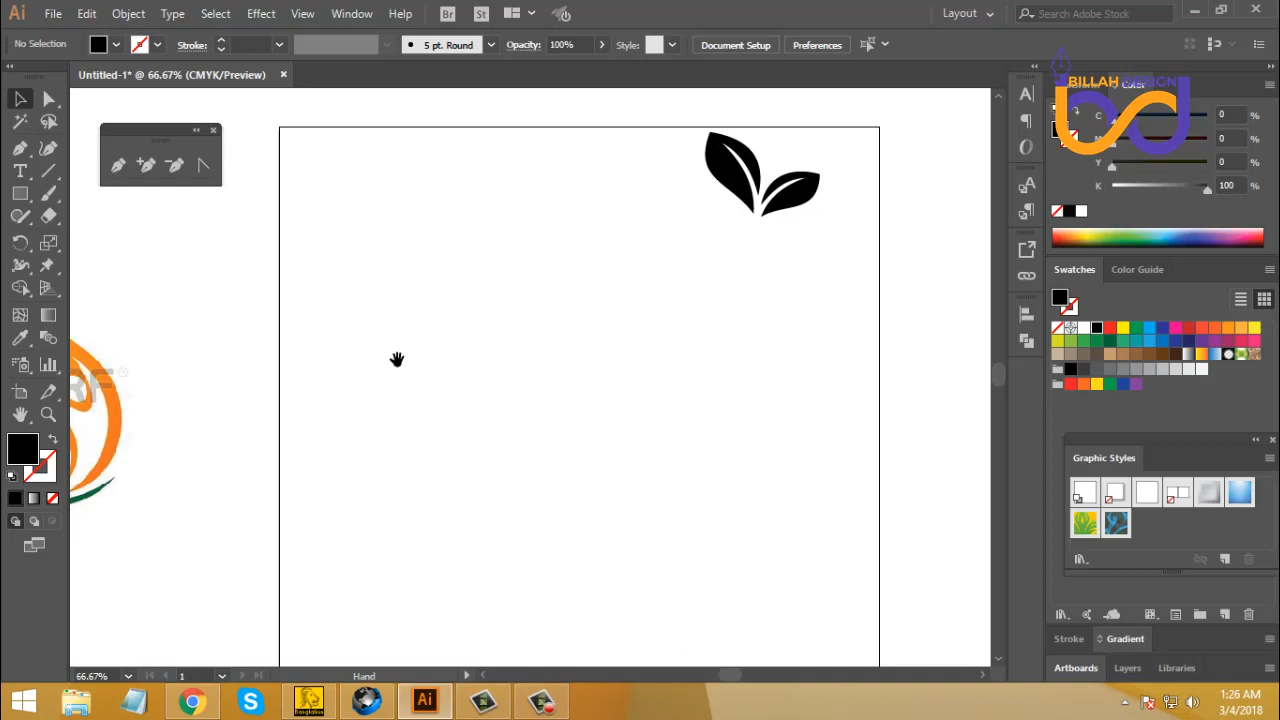 Ai File Edit Object Type Select Effect View Window Help Br St Layout Search Adobe Stock
No Selection Stroke: 5 pt. Round Opacity: 100% Style: Document Setup Preferences
Untitled-1* @ 66.67% (CMYK/Preview)
BILLAH DESIGN
Color
C 0 %
M 0 %
Y 0 %
K 100 %
Swatches Color Guide
RF
Graphic Styles
Stroke Gradient
Artboards Layers Libraries
66.67% 1 Hand
Ai
1:26 AM
3/4/2018